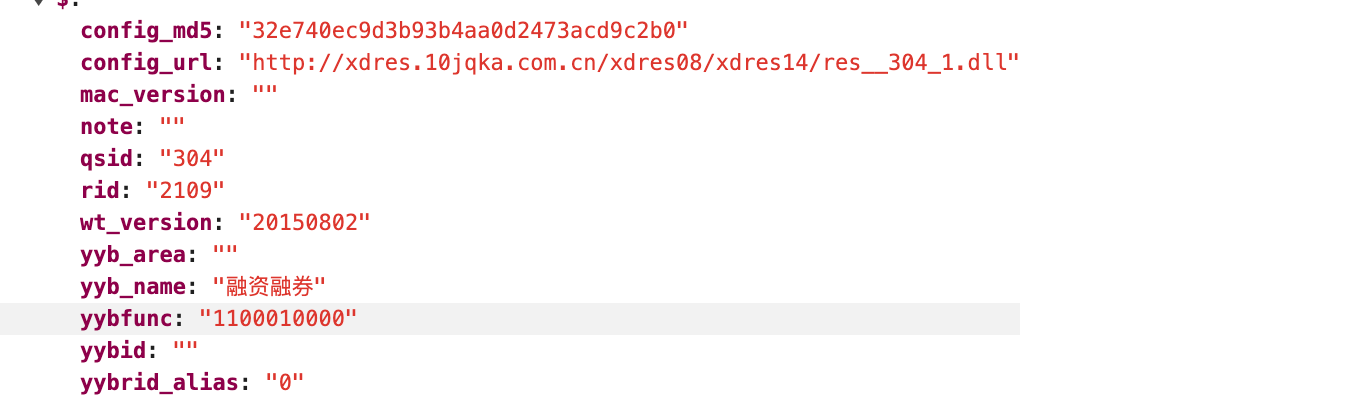 $:
config_md5: "32e740ec9d3b93b4aa0d2473acd9c2b0"
config_url: "http://xdres.10jqka.com.cn/xdres08/xdres14/res__304_1.dll"
mac_version: ""
note: ""
qsid: "304"
rid: "2109"
wt_version: "20150802"
yyb_area: ""
yyb_name: "融资融券"
yybfunc: "1100010000"
yybid: ""
yybrid_alias: "0"